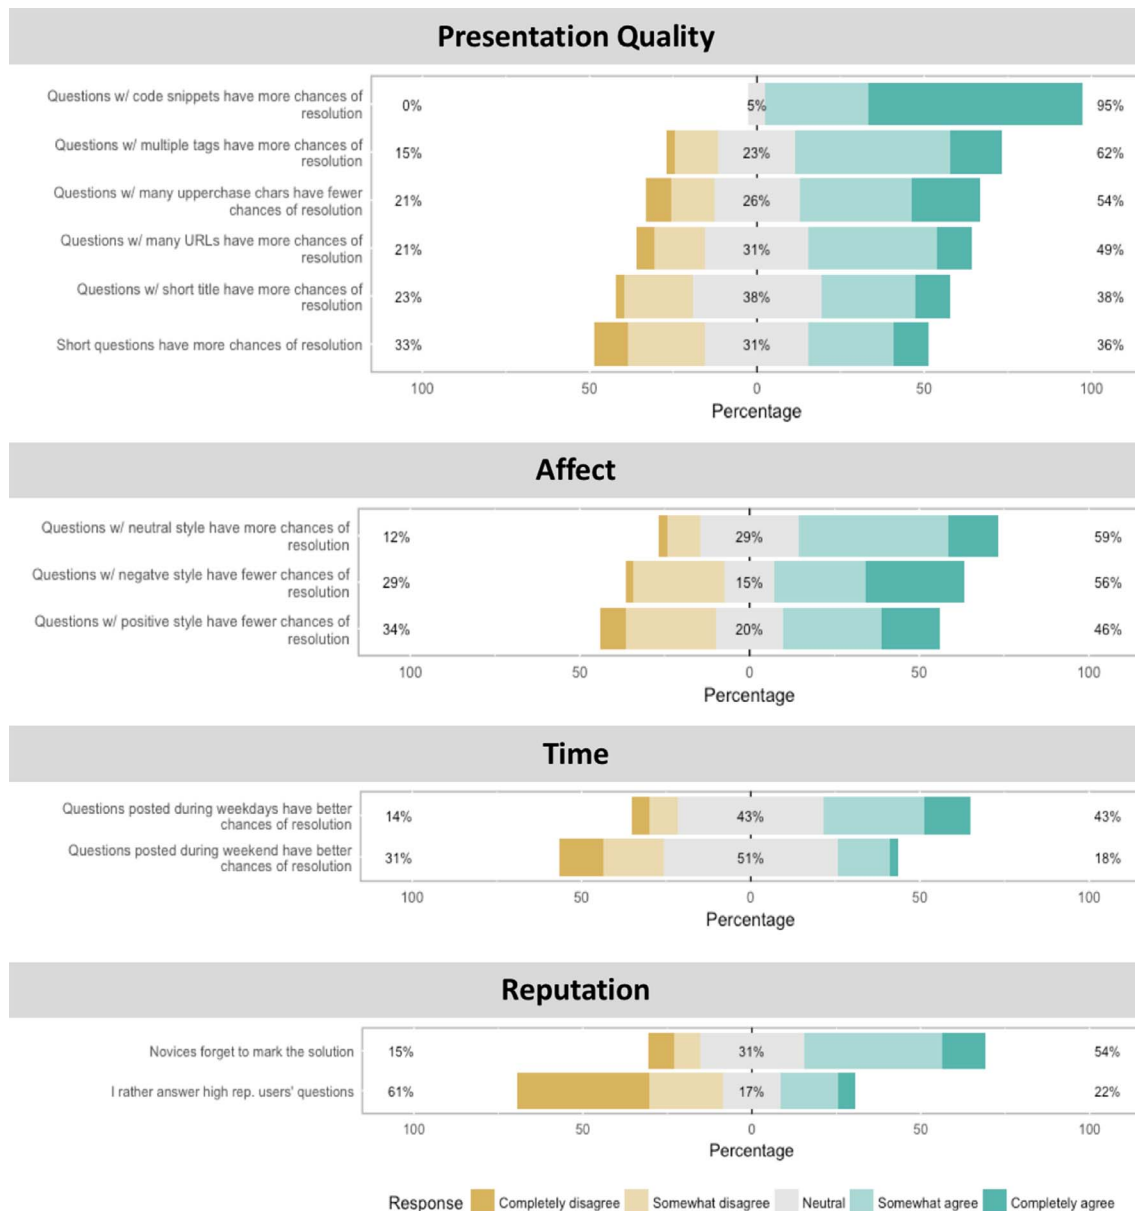 Presentation Quality
Questions w/ code snippets have more chances of
resolution
0%
5%
95%
Questions w/ multiple tags have more chances of
resolution
15%
23%
62%
Questions w/ many upperchase chars have fewer
chances of resolution
21%
26%
54%
Questions w/ many URLs have more chances of
resolution
21%
31%
49%
Questions w/ short title have more chances of
resolution
23%
38%
38%
Short questions have more chances of resolution
33%
31%
36%
100 50 0 50 100
Percentage
Affect
Questions w/ neutral style have more chances of
resolution
12%
29%
59%
Questions w/ negatve style have fewer chances of
resolution
29%
15%
56%
Questions w/ positive style have fewer chances of
resolution
34%
20%
46%
100 50 0 50 100
Percentage
Time
Questions posted during weekdays have better
chances of resolution
14%
43%
43%
Questions posted during weekend have better
chances of resolution
31%
51%
18%
100 50 0 50 100
Percentage
Reputation
Novices forget to mark the solution
15%
31%
54%
I rather answer high rep. users' questions
61%
17%
22%
100 50 0 50 100
Percentage
Response Completely disagree Somewhat disagree Neutral Somewhat agree Completely agree